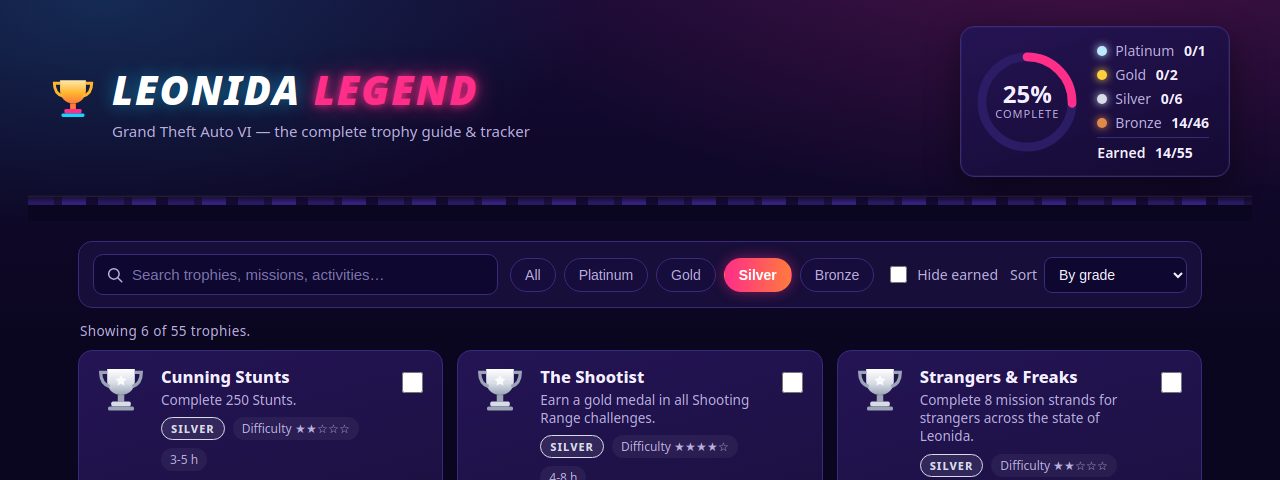 LEONIDA LEGEND
Grand Theft Auto VI — the complete trophy guide & tracker
25%
COMPLETE
Platinum 0/1
Gold 0/2
Silver 0/6
Bronze 14/46
Earned 14/55
Search trophies, missions, activities…
All
Platinum
Gold
Silver
Bronze
Hide earned
Sort
By grade
Showing 6 of 55 trophies.
Cunning Stunts
Complete 250 Stunts.
SILVER
Difficulty ★★☆☆☆
3-5 h
The Shootist
Earn a gold medal in all Shooting
Range challenges.
SILVER
Difficulty ★★★★☆
4-8 h
Strangers & Freaks
Complete 8 mission strands for
strangers across the state of
Leonida.
SILVER
Difficulty ★★☆☆☆